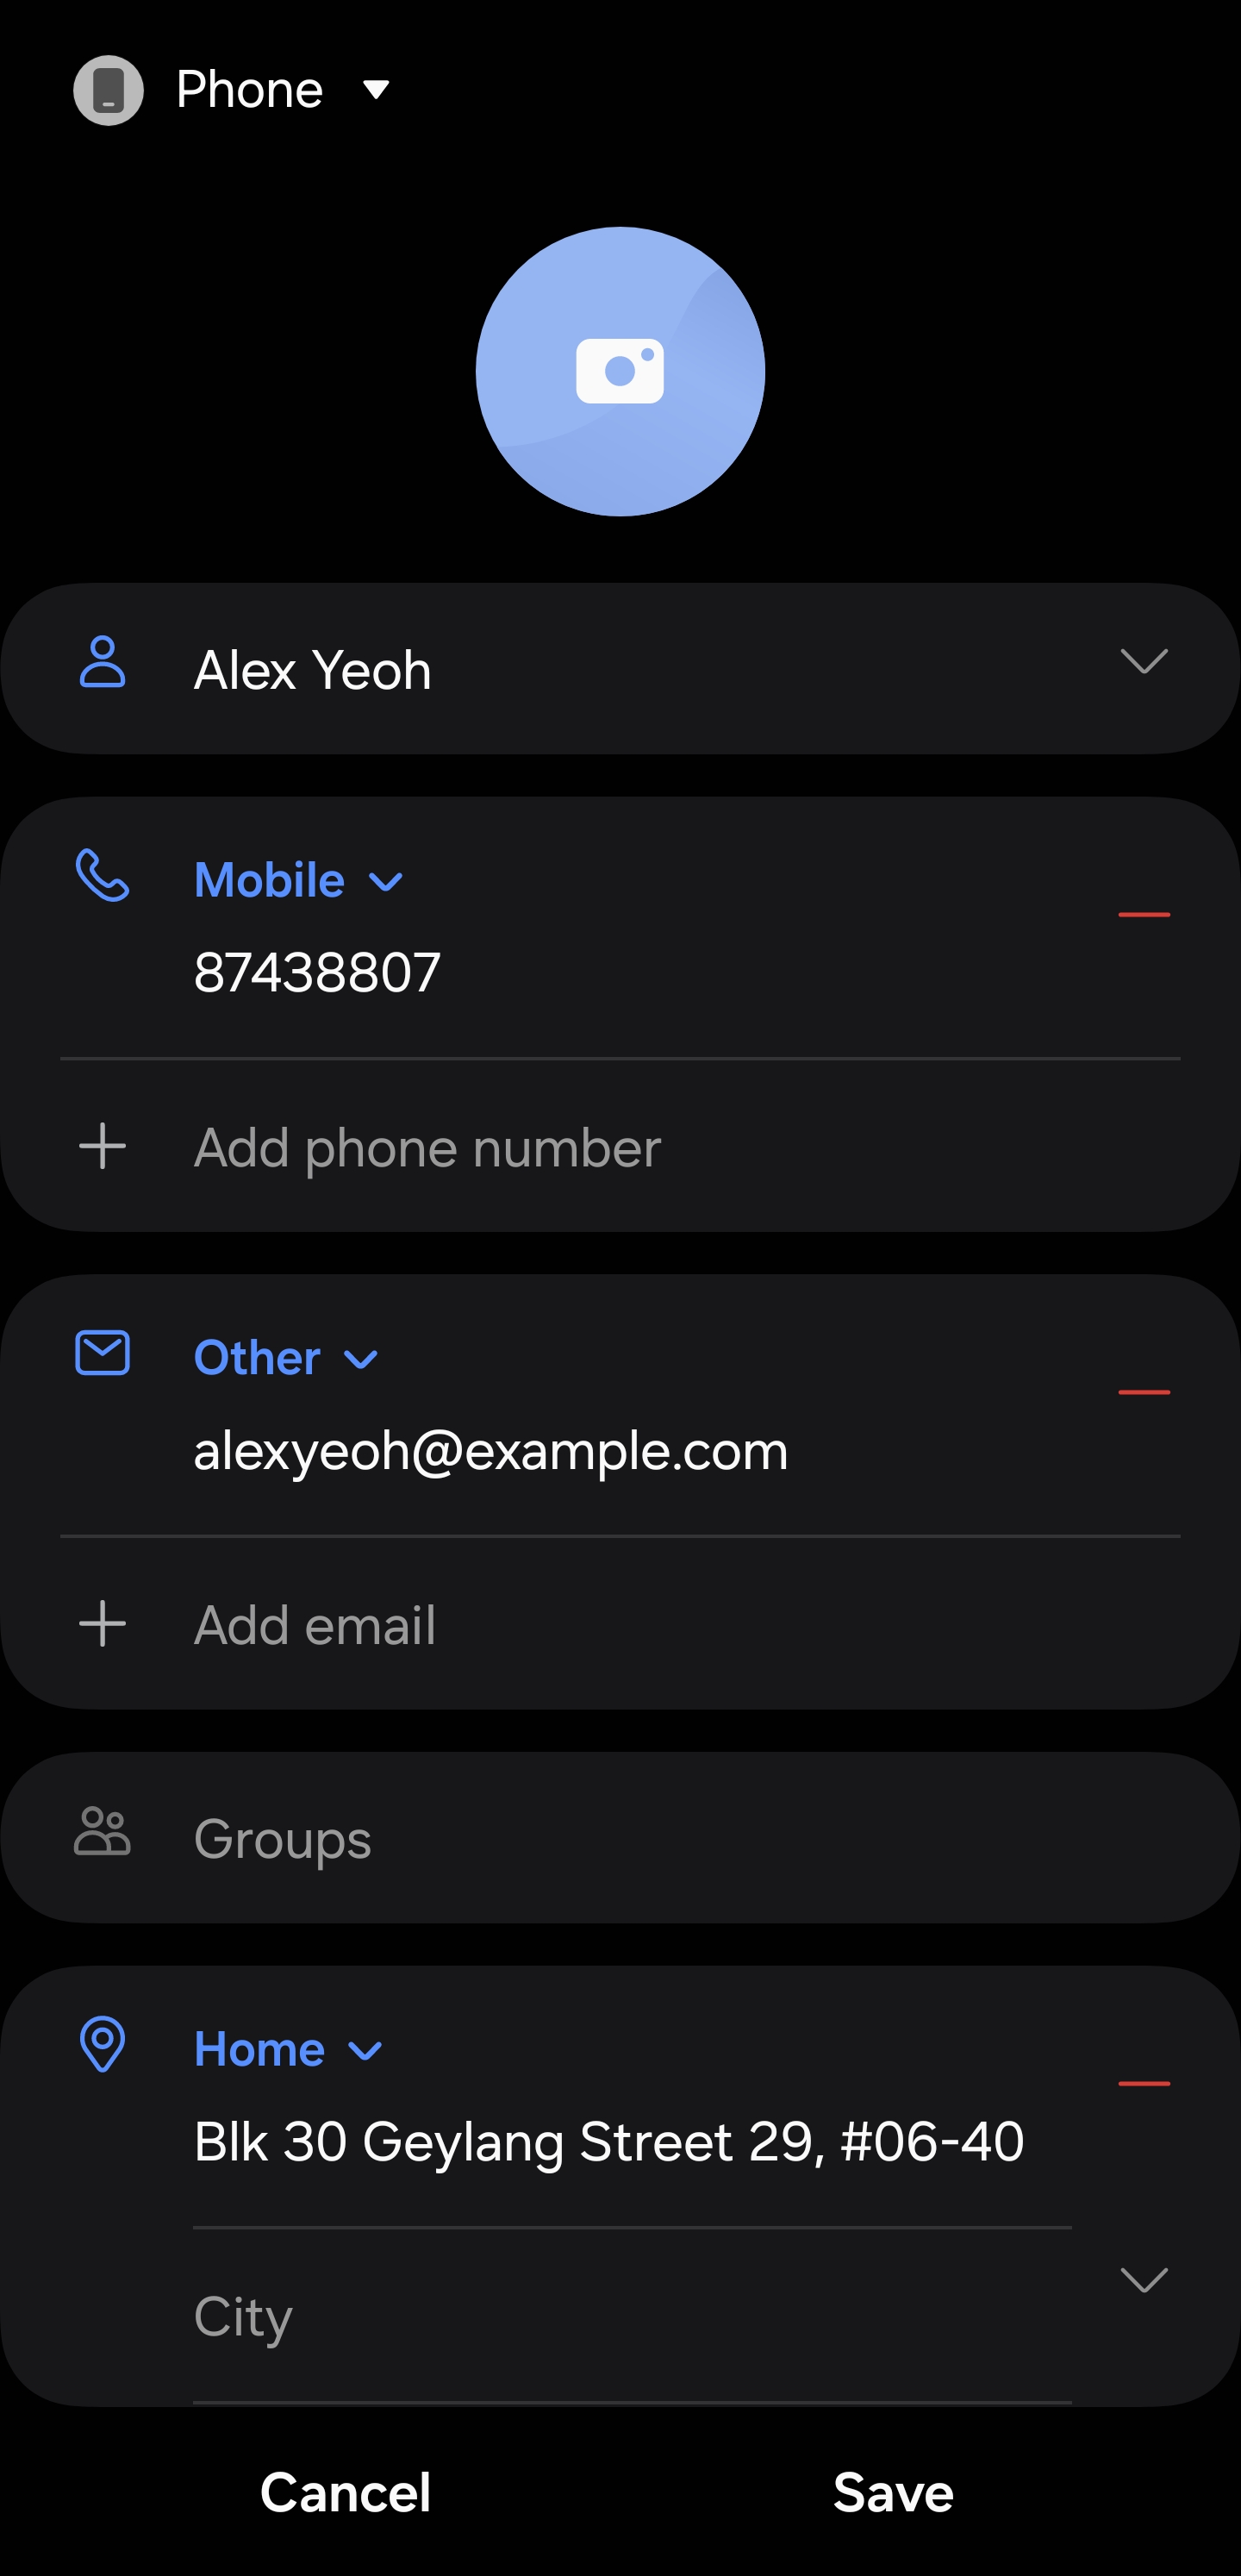 Phone
Alex Yeoh
Mobile
87438807
Add phone number
Other
alexyeoh@example.com
Add email
Groups
Home
Blk 30 Geylang Street 29, #06-40
City
Cancel
Save